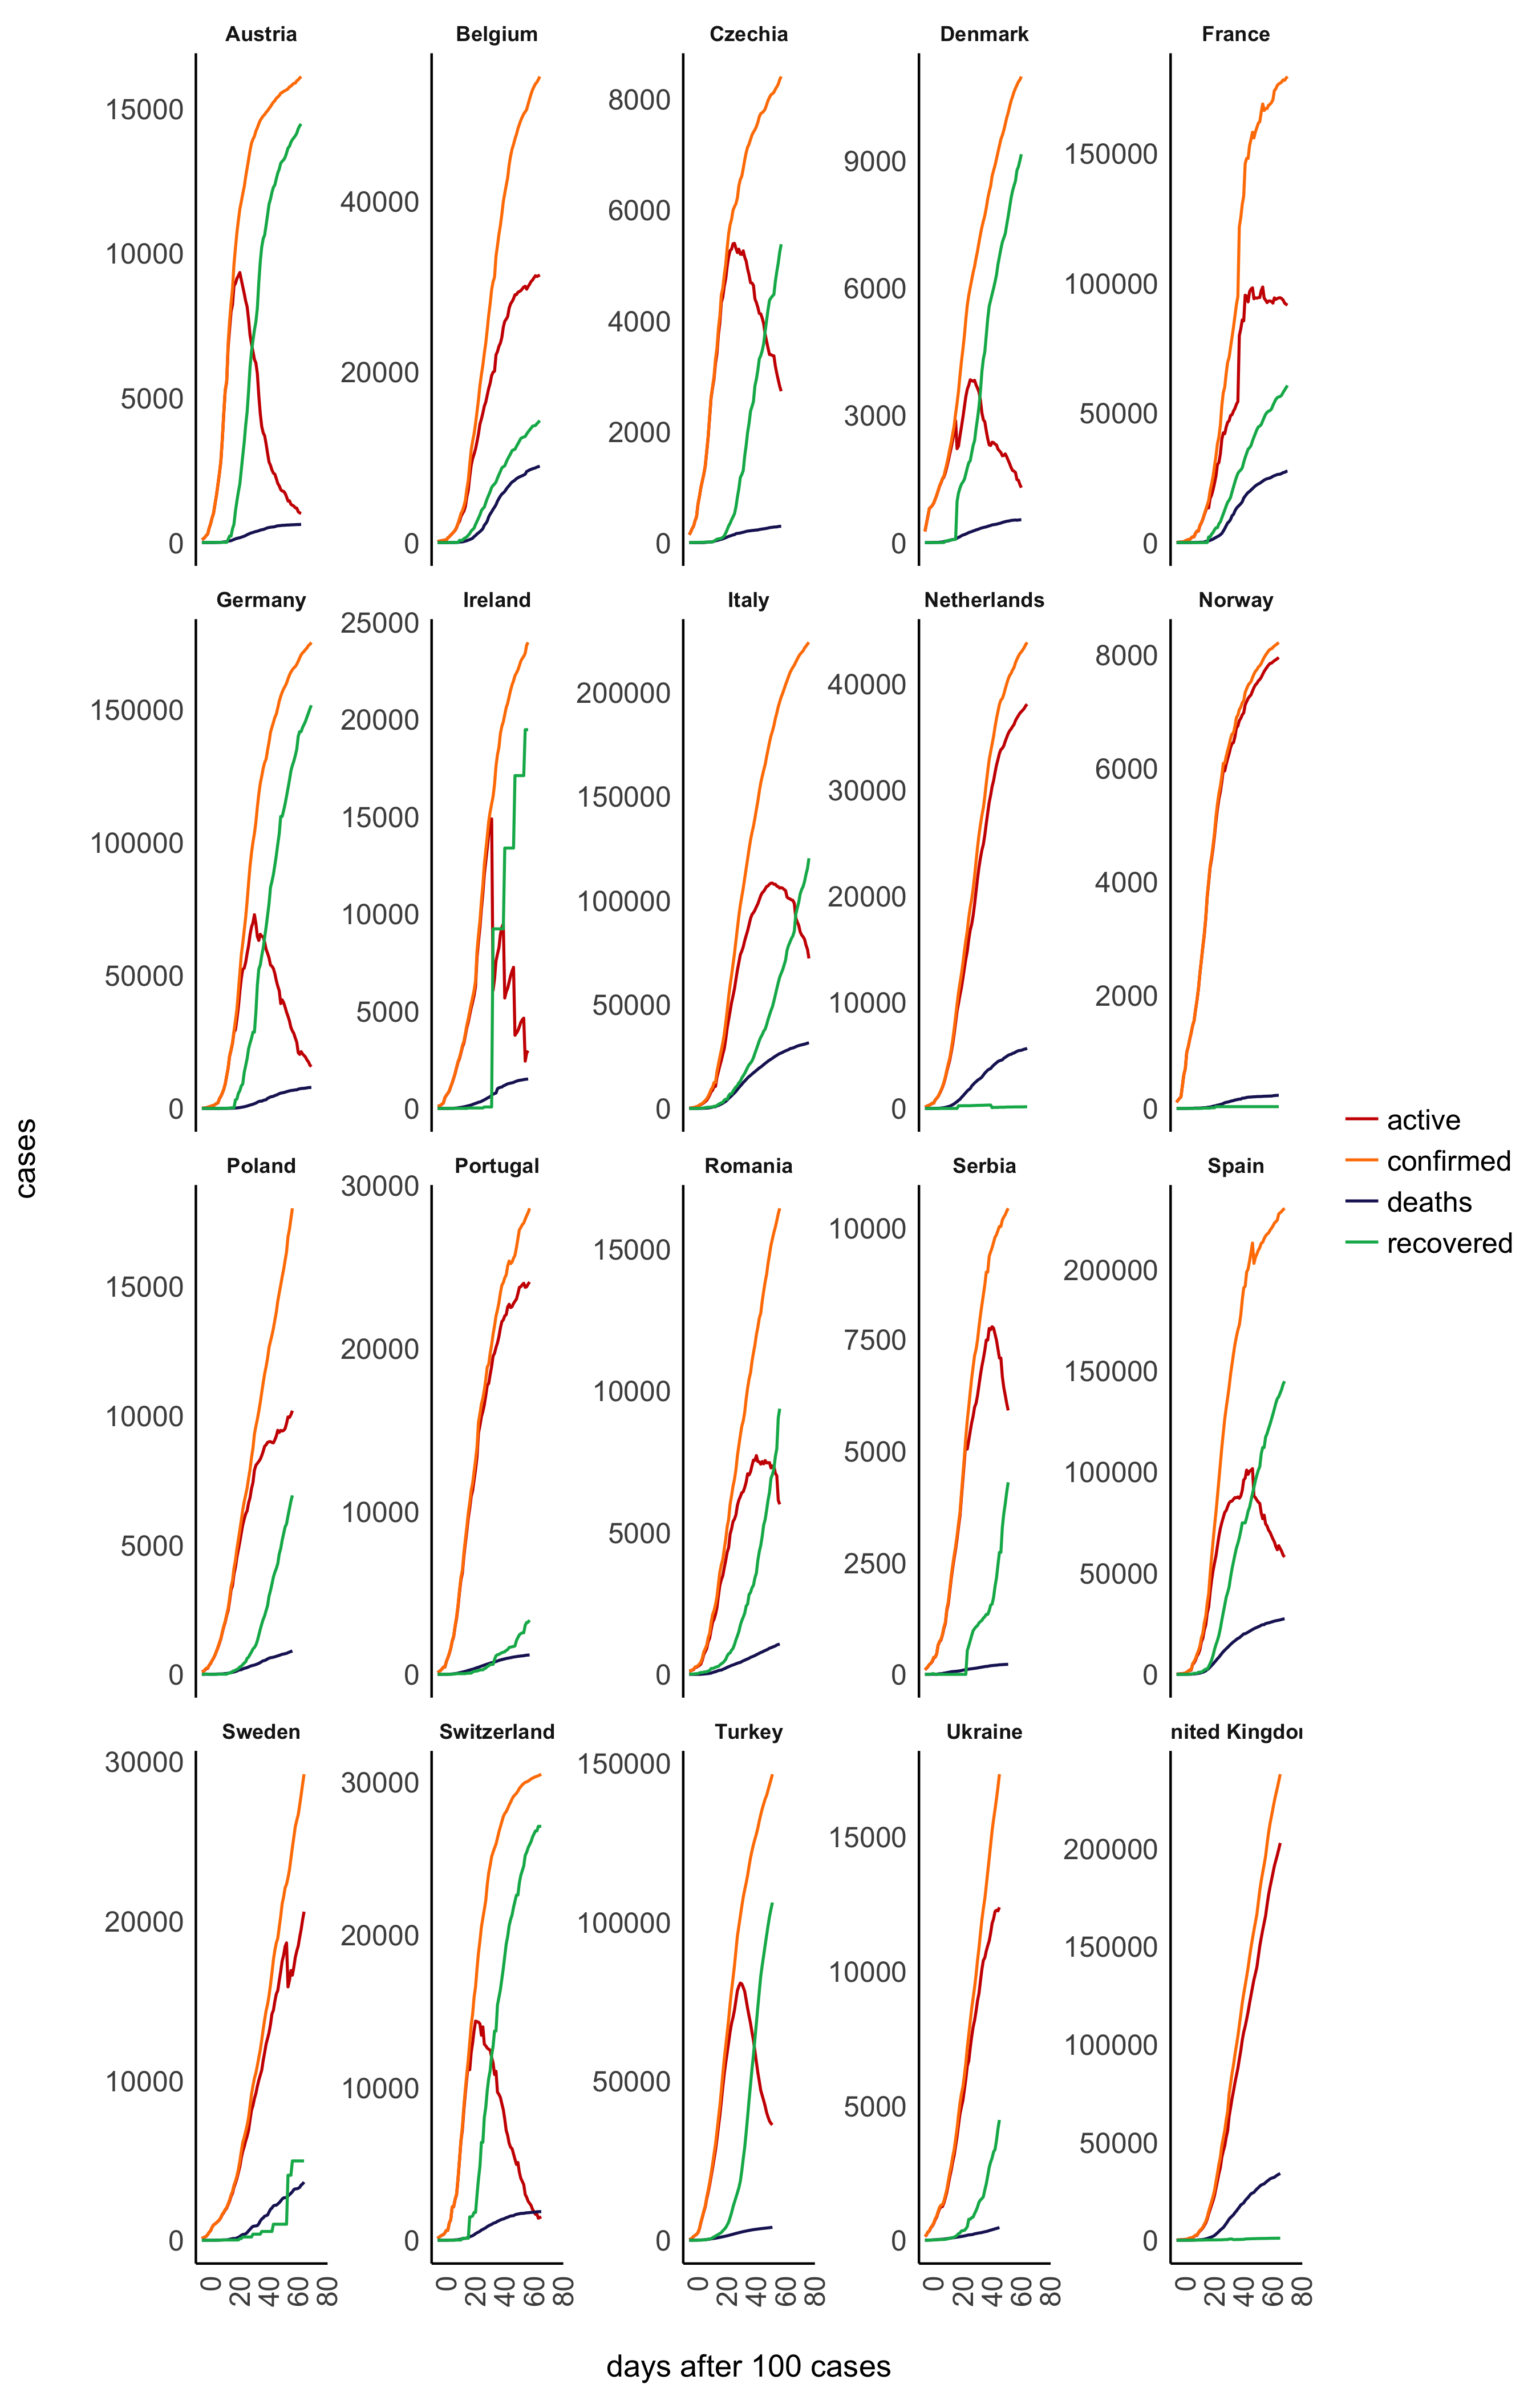 Austria Belgium Czechia Denmark France
15000 10000 5000 0
40000 20000 0
8000 6000 4000 2000 0
9000 6000 3000 0
150000 100000 50000 0
Germany Ireland Italy Netherlands Norway
150000 100000 50000 0
25000 20000 15000 10000 5000 0
200000 150000 100000 50000 0
40000 30000 20000 10000 0
8000 6000 4000 2000 0
cases
active
confirmed
deaths
recovered
Poland Portugal Romania Serbia Spain
15000 10000 5000 0
30000 20000 10000 0
15000 10000 5000 0
10000 7500 5000 2500 0
200000 150000 100000 50000 0
Sweden Switzerland Turkey Ukraine nited Kingdo
30000 20000 10000 0
30000 20000 10000 0
150000 100000 50000 0
15000 10000 5000 0
200000 150000 100000 50000 0
0 20 40 60 80 0 20 40 60 80 0 20 40 60 80 0 20 40 60 80 0 20 40 60 80
days after 100 cases